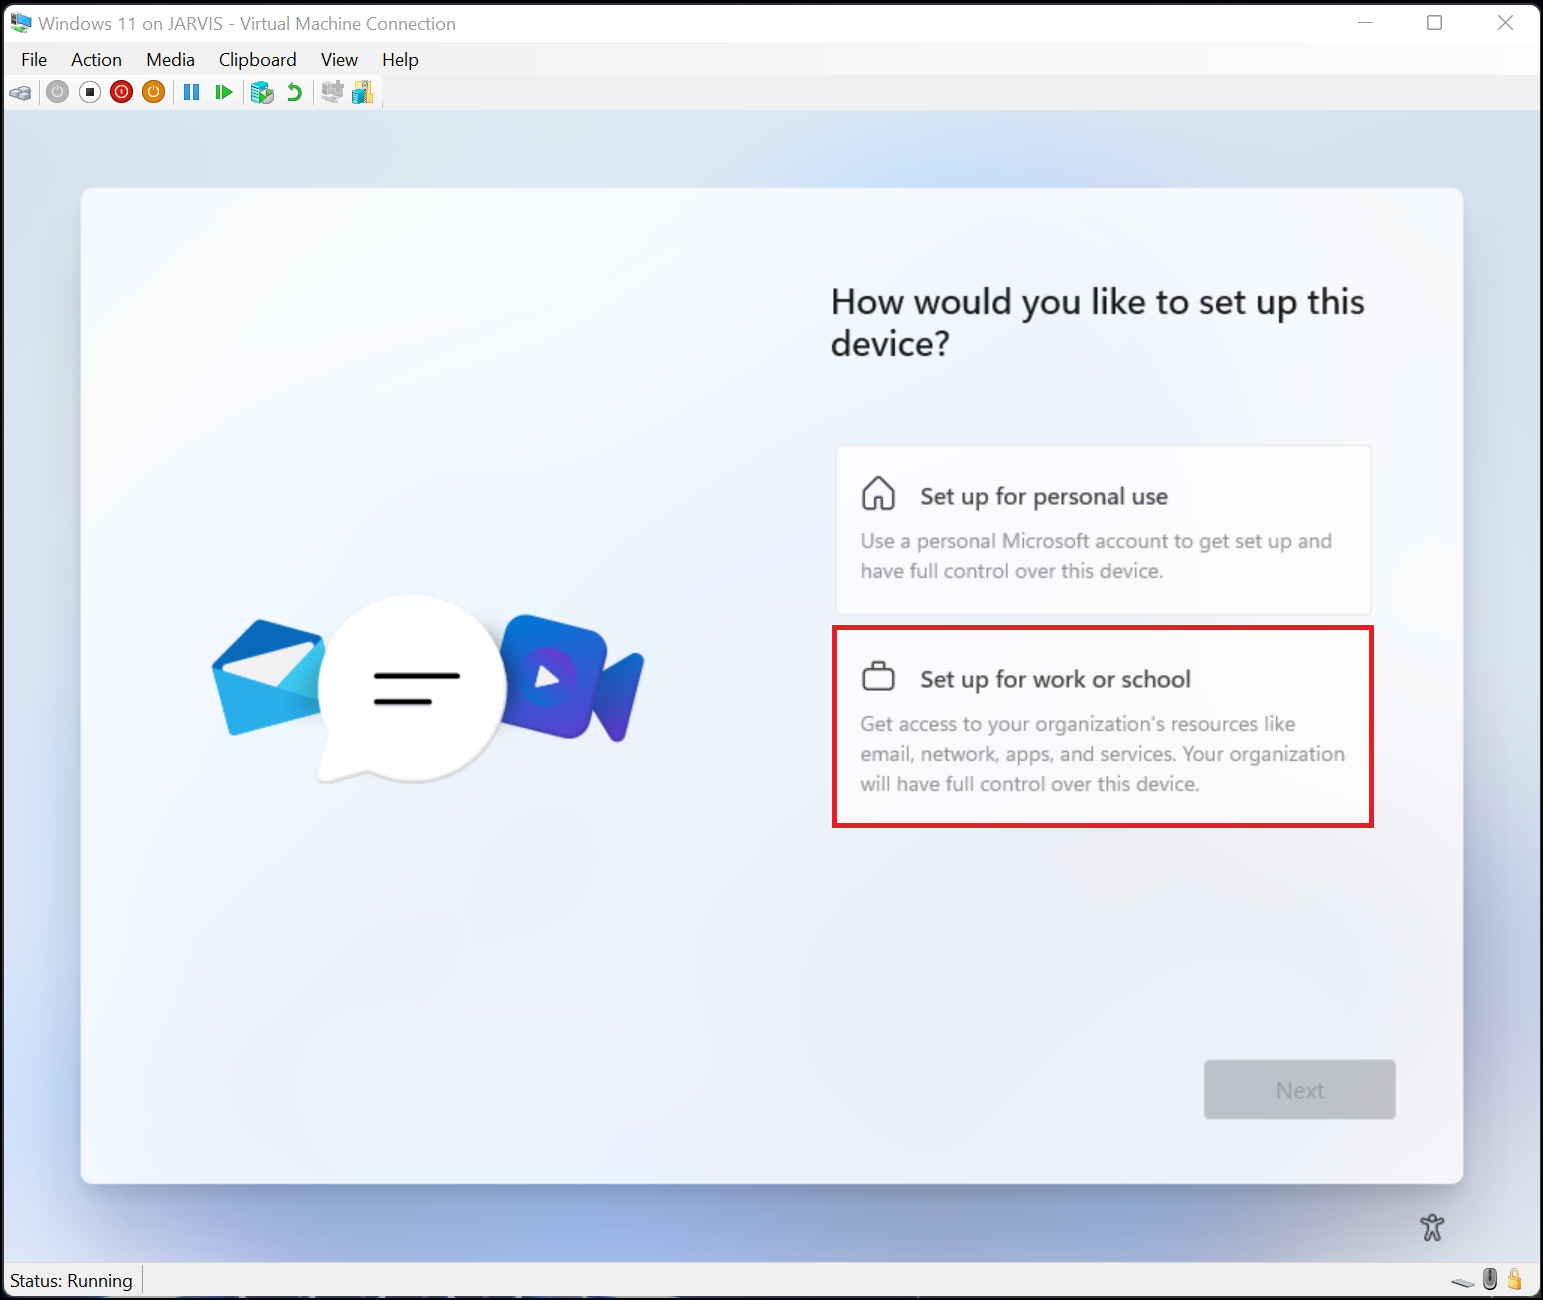 Windows 11 on JARVIS - Virtual Machine Connection
File Action Media Clipboard View Help
How would you like to set up this
device?
Set up for personal use
Use a personal Microsoft account to get set up and
have full control over this device.
Set up for work or school
Get access to your organization's resources like
email, network, apps, and services. Your organization
will have full control over this device.
Next
Status: Running